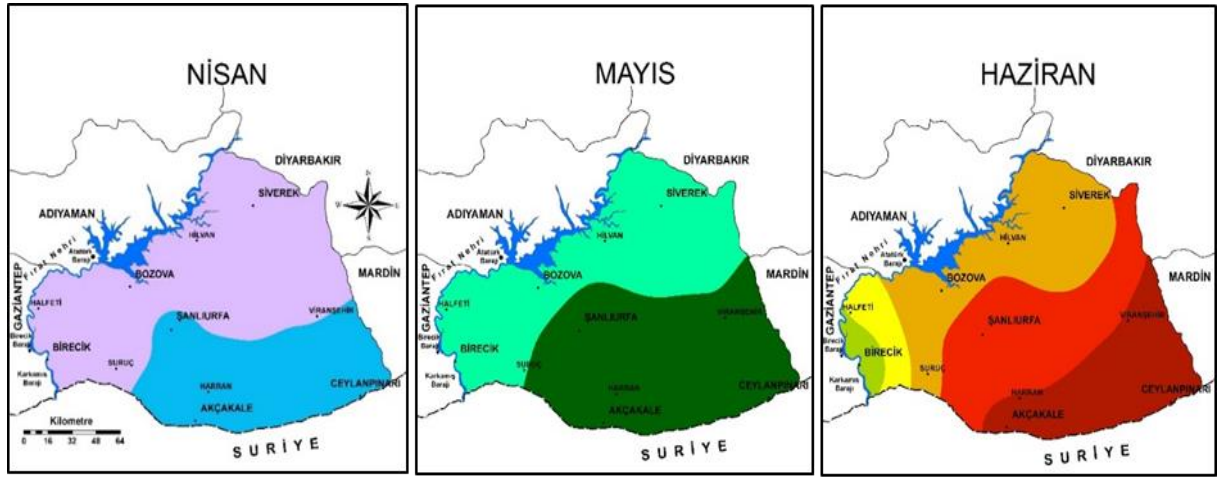 NİSAN
DİYARBAKIR
SİVEREK
ADIYAMAN
HİLVAN
Fırat Nehri
Atatürk
Barajı
BOZOVA
MARDİN
GAZİANTEP
HALFETİ
VİRANŞEHİR
ŞANLIURFA
Birecik
Barajı
BİRECİK
SURUÇ
Karkamış
Barajı
HARRAN
CEYLANPINARI
AKÇAKALE
Kilometre
0 16 32 48 64
SURİYE
MAYIS
DİYARBAKIR
SİVEREK
ADIYAMAN
HİLVAN
Fırat Nehri
Atatürk
Barajı
BOZOVA
MARDİN
GAZİANTEP
HALFETİ
VİRANŞEHİR
ŞANLIURFA
Birecik
Barajı
BİRECİK
SURUÇ
Karkamış
Barajı
HARRAN
CEYLANPINARI
AKÇAKALE
SURİYE
HAZİRAN
DİYARBAKIR
SİVEREK
ADIYAMAN
HİLVAN
Fırat Nehri
Atatürk
Barajı
BOZOVA
MARDİN
GAZİANTEP
HALFETİ
VİRANŞEHİR
ŞANLIURFA
Birecik
Barajı
BİRECİK
SURUÇ
Karkamış
Barajı
HARRAN
CEYLANPINARI
AKÇAKALE
SURİYE